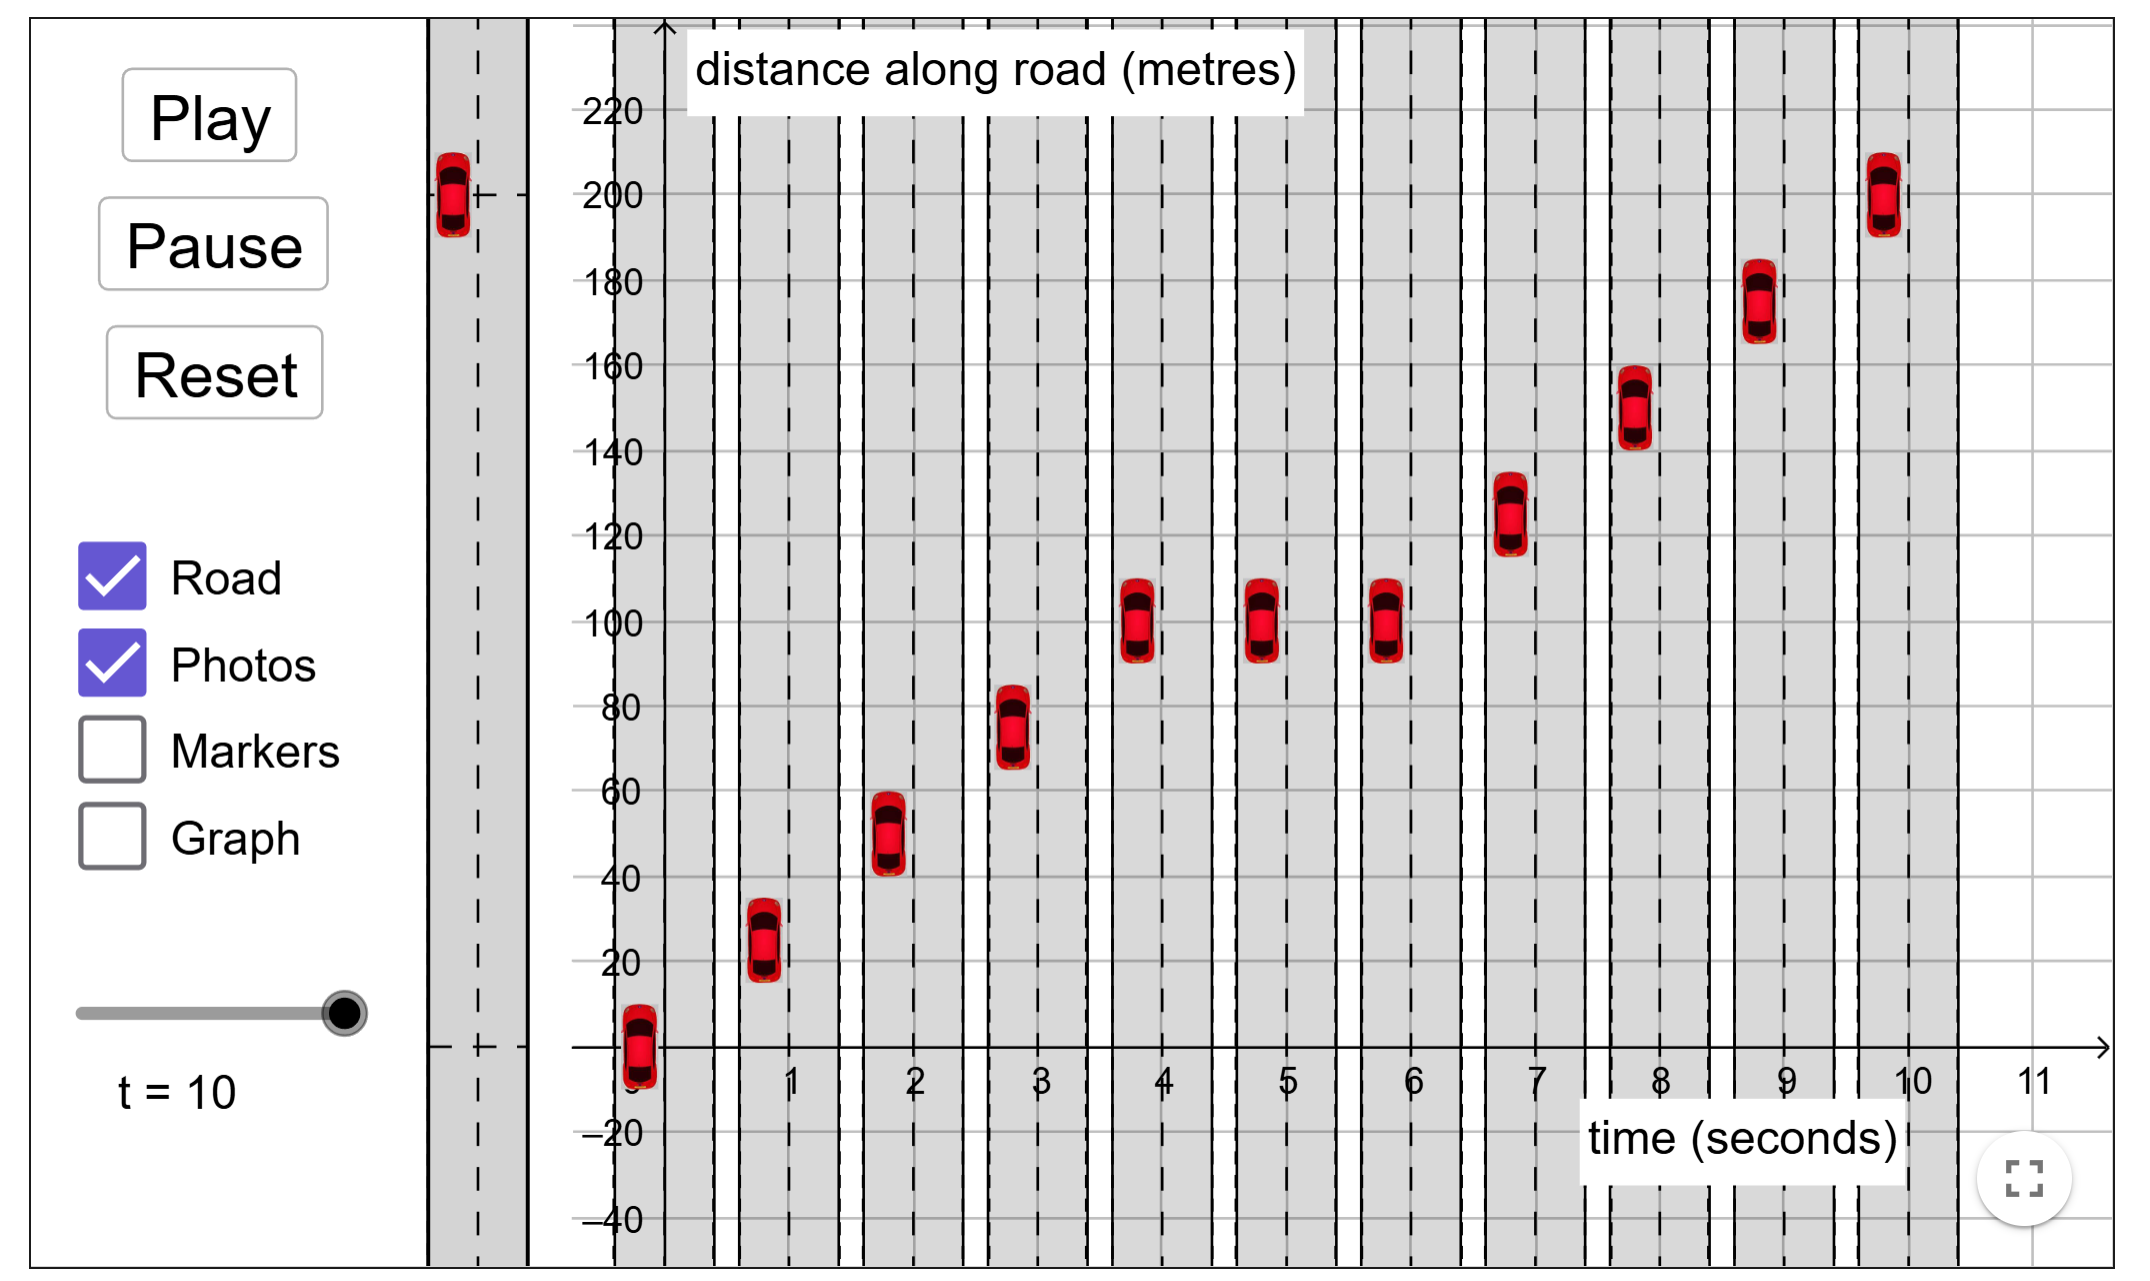 Play
Pause
Reset
Road
Photos
Markers
Graph
t = 10
distance along road (metres)
220
200
180
160
140
120
100
80
60
40
20
1 2 3 4 5 6 7 8 9 10 11
–20
–40
time (seconds)